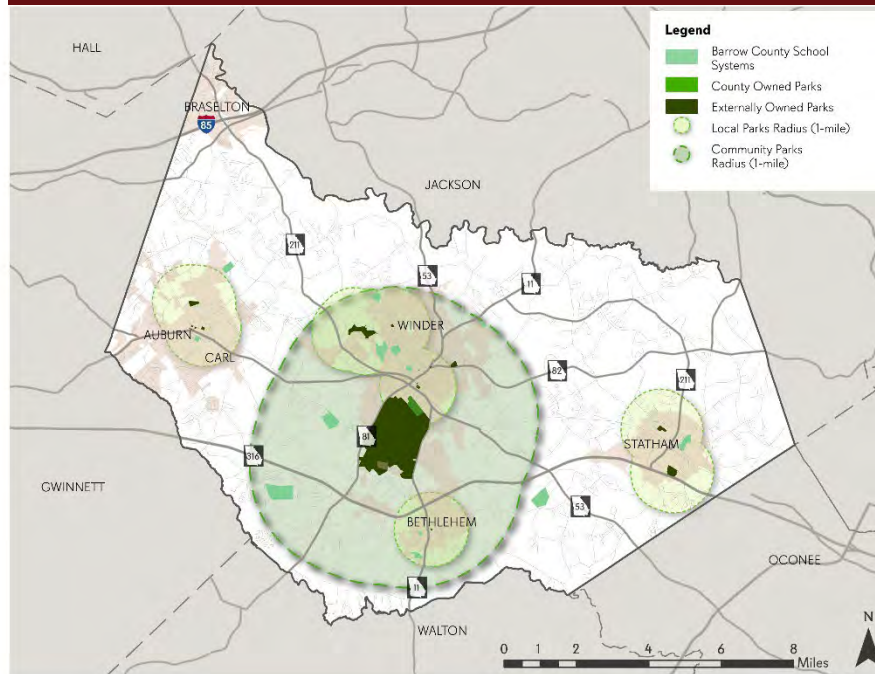 HALL
BRASELTON
85
JACKSON
Legend
Barrow County School
Systems
County Owned Parks
Externally Owned Parks
Local Parks Radius (1-mile)
Community Parks
Radius (1-mile)
211
53
11
AUBURN
CARL
WINDER
82
211
81
316
STATHAM
GWINNETT
BETHLEHEM
53
11
OCONEE
WALTON
N
0 1 2 4 6 8
Miles